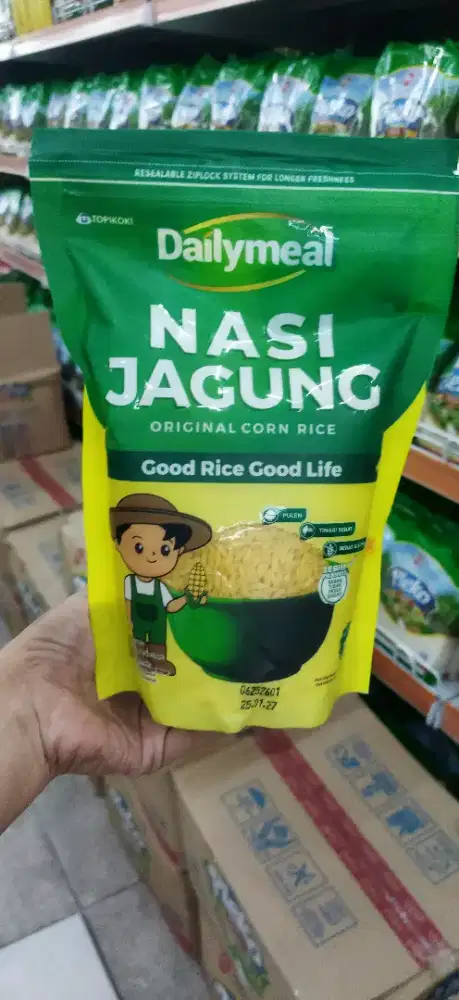 RESEALABLE ZIPLOCK SYSTEM FOR LONGER FRESHNESS
TOPIKOKI
Dailymeal
NASI
JAGUNG
ORIGINAL CORN RICE
Good Rice Good Life
PULEN
TINGGI SERAT
06252601
25.01.27